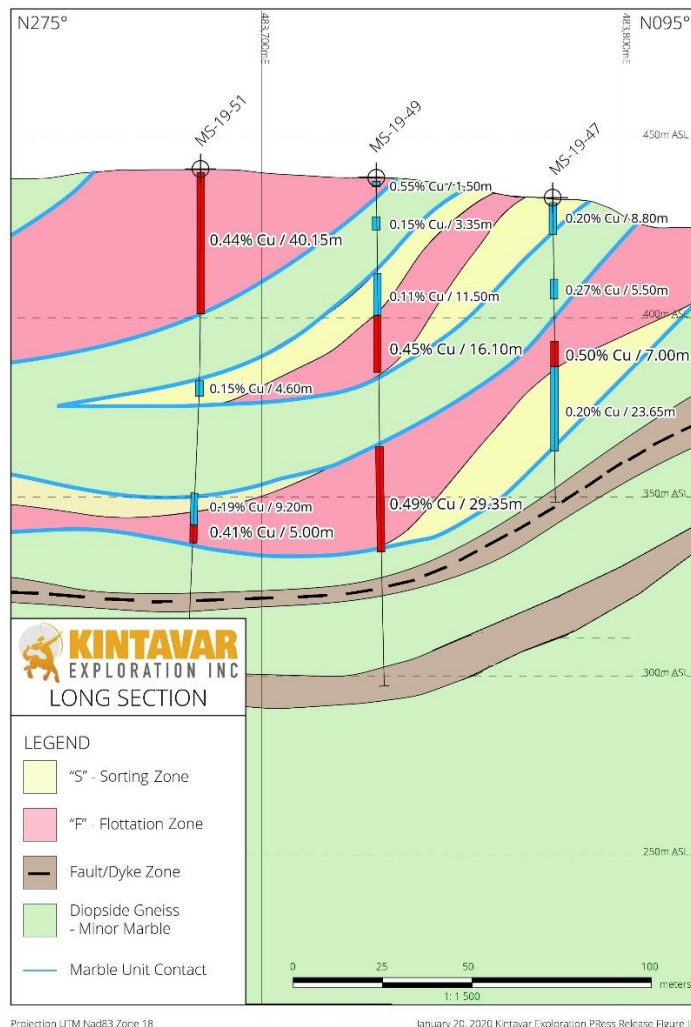 N275°
483,700mE
483,800mE
N095°
MS-19-51
MS-19-49
MS-19-47
450m ASL
0.55% Cu / 1.50m
0.15% Cu / 3.35m
0.20% Cu / 8.80m
0.44% Cu / 40.15m
0.27% Cu / 5.50m
0.11% Cu / 11.50m
400m ASL
0.45% Cu / 16.10m
0.50% Cu / 7.00m
0.15% Cu / 4.60m
0.20% Cu / 23.65m
350m ASL
0.19% Cu / 9.20m
0.49% Cu / 29.35m
0.41% Cu / 5.00m
300m ASL
250m ASL
KINTAVAR
EXPLORATION INC
LONG SECTION
LEGEND
"S" - Sorting Zone
"F" - Flottation Zone
Fault/Dyke Zone
Diopside Gneiss
- Minor Marble
Marble Unit Contact
0 25 50 100
meters
1: 1 500
Projection UTM Nad83 Zone 18
January 20, 2020 Kintavar Exploration PRess Release FIgure II